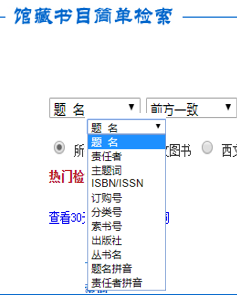 馆藏书目简单检索
题 名 前方一致
题 名
题 名
所 文图书 西
责任者
热门检
主题词
ISBN/ISSN
订购号
分类号
查看30 
索书号
出版社
丛书名
题名拼音
责任者拼音